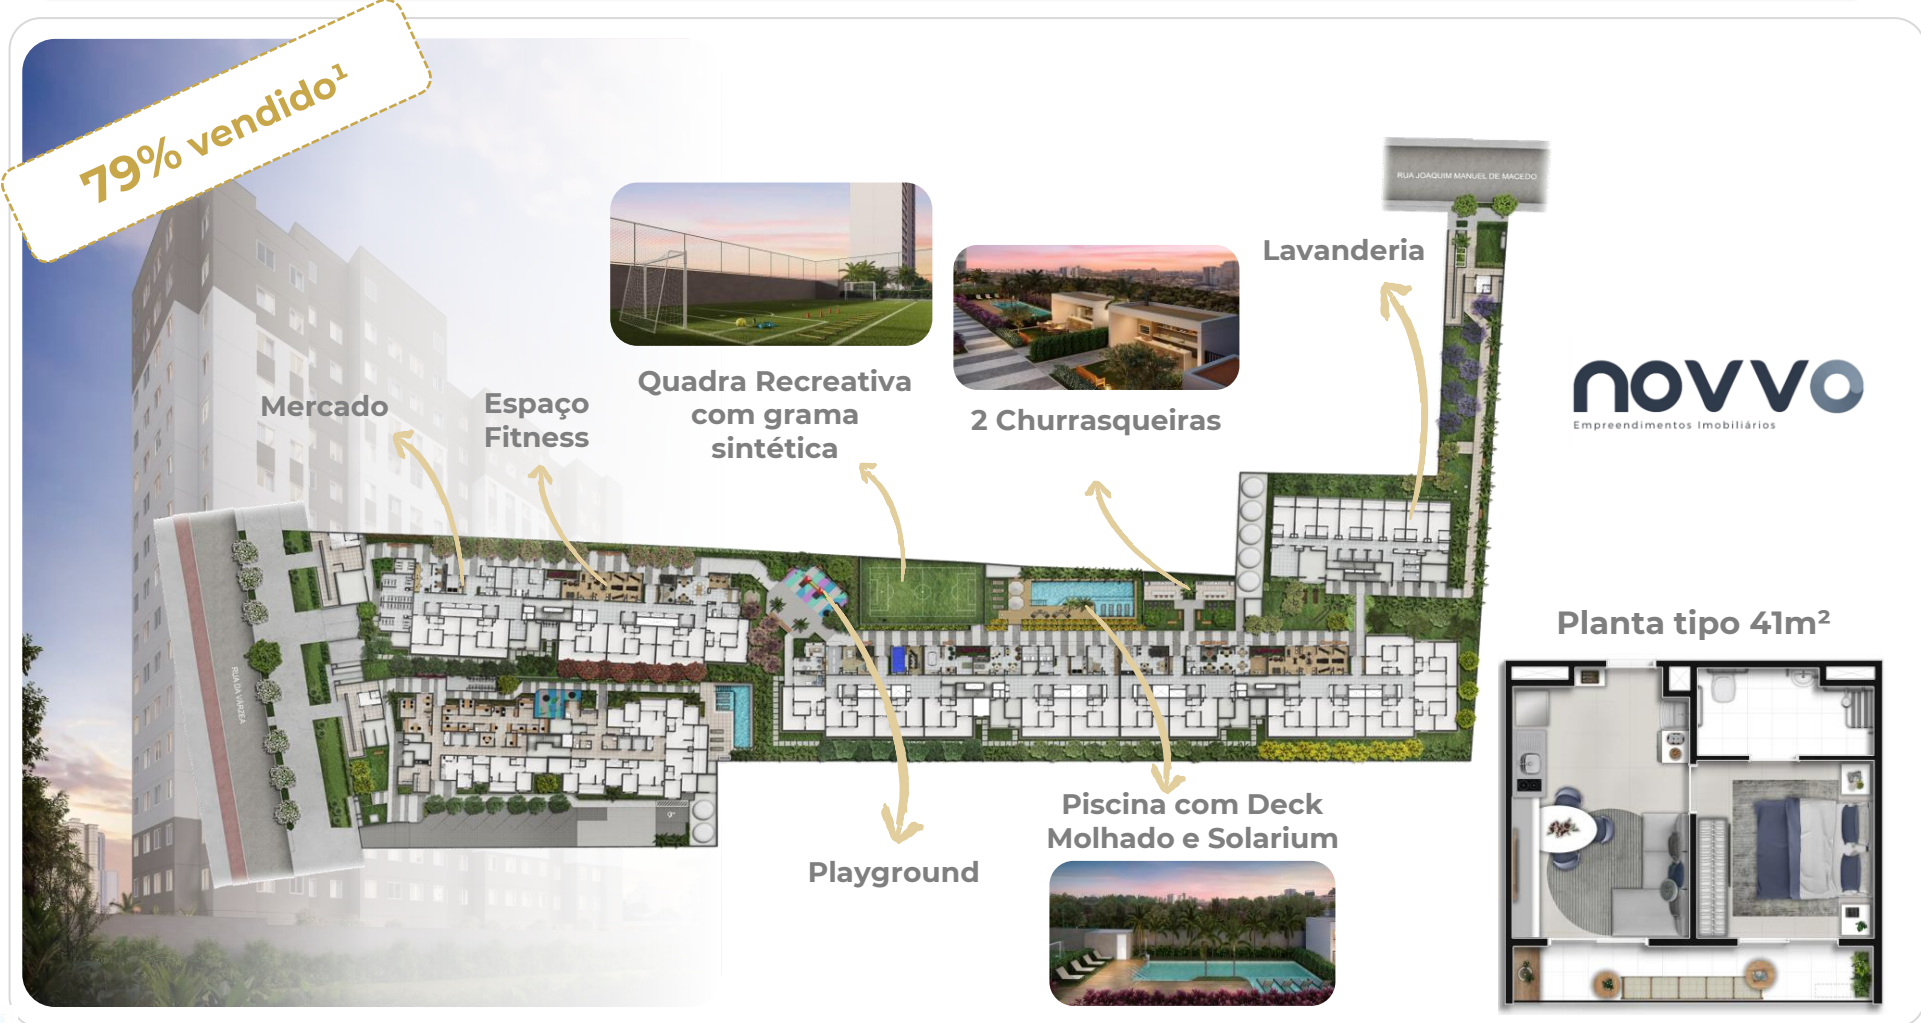 79% vendido¹
RUA JOAQUIM MANUEL DE MACEDO
Lavanderia
Mercado
Espaço
Fitness
Quadra Recreativa
com grama
sintética
2 Churrasqueiras
novvo
Empreendimentos Imobiliários
Planta tipo 41m²
RUA DA VÁRZEA
9°
Piscina com Deck
Molhado e Solarium
Playground